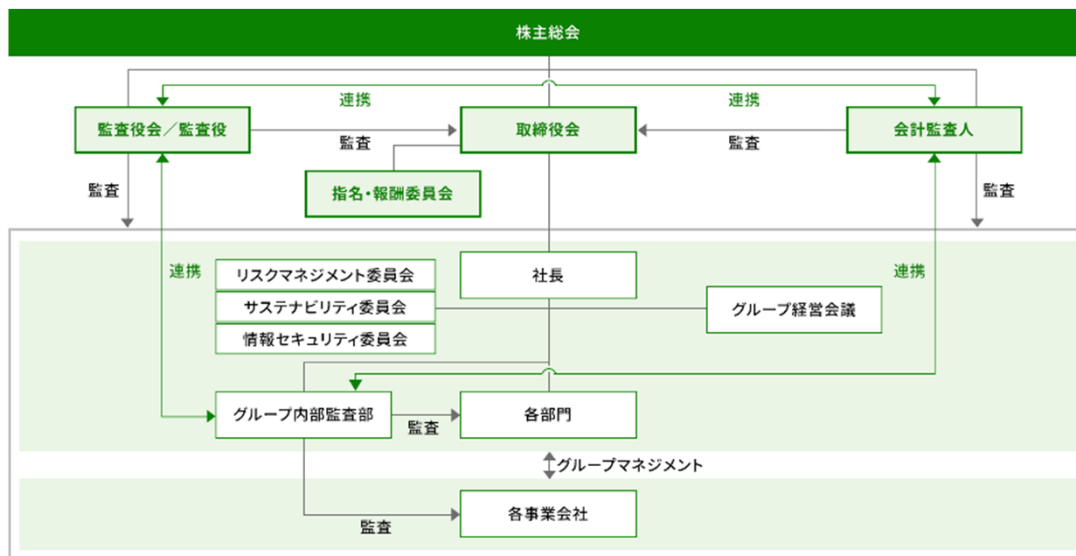 株主総会
連携
連携
監査役会／監査役
監査
取締役会
監査
会計監査人
監査
指名・報酬委員会
監査
連携
リスクマネジメント委員会
サステナビリティ委員会
情報セキュリティ委員会
社長
グループ経営会議
連携
グループ内部監査部
監査
各部門
グループマネジメント
監査
各事業会社